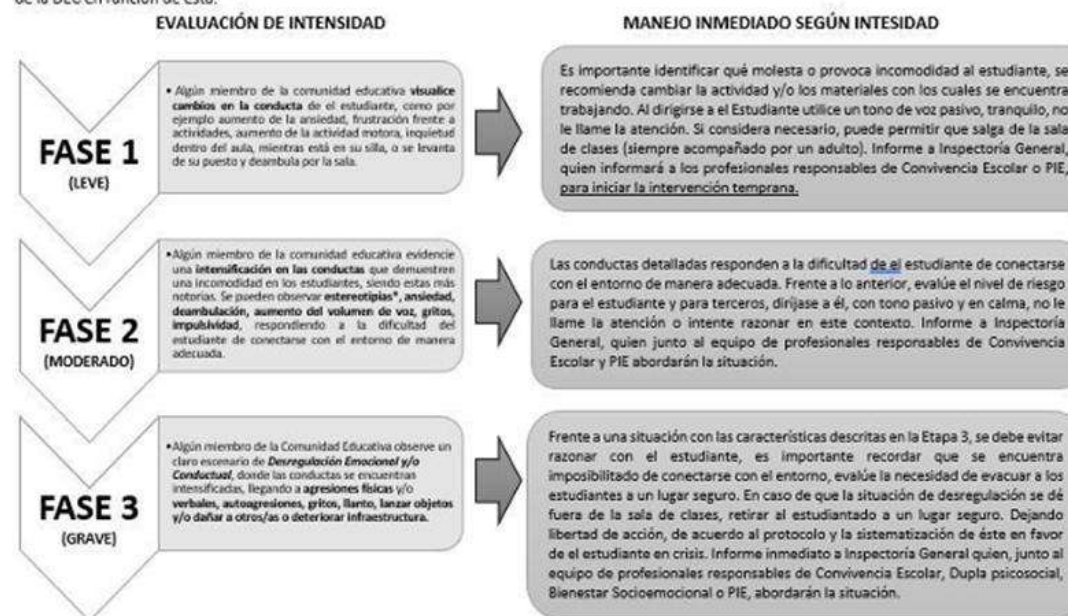 de la DEC en función de ésta.
EVALUACIÓN DE INTENSIDAD
MANEJO INMEDIATO SEGÚN INTESIDAD
FASE 1
(LEVE)
• Algún miembro de la comunidad educativa visualice
cambios en la conducta de el estudiante, como por
ejemplo aumento de la ansiedad, frustración frente a
actividades, aumento de la actividad motora, inquietud
dentro del aula, mientras está en su silla, o se levanta
de su puesto y deambula por la sala.
Es importante identificar qué molesta o provoca incomodidad al estudiante, se
recomienda cambiar la actividad y/o los materiales con los cuales se encuentra
trabajando. Al dirigirse a el Estudiante utilice un tono de voz pasivo, tranquilo, no
le llame la atención. Si considera necesario, puede permitir que salga de la sala
de clases (siempre acompañado por un adulto). Informe a Inspectoría General,
quien informará a los profesionales responsables de Convivencia Escolar o PIE,
para iniciar la intervención temprana.
FASE 2
(MODERADO)
•Algún miembro de la comunidad educativa evidencie
una intensificación en las conductas que demuestren
una incomodidad en los estudiantes, siendo estas más
notorias. Se pueden observar estereotipias*, ansiedad,
deambulación, aumento del volumen de voz, gritos,
impulsividad, respondiendo a la dificultad del
estudiante de conectarse con el entorno de manera
adecuada.
Las conductas detalladas responden a la dificultad de el estudiante de conectarse
con el entorno de manera adecuada. Frente a lo anterior, evalúe el nivel de riesgo
para el estudiante y para terceros, diríjase a él, con tono pasivo y en calma, no le
llame la atención o intente razonar en este contexto. Informe a Inspectoría
General, quien junto al equipo de profesionales responsables de Convivencia
Escolar y PIE abordarán la situación.
FASE 3
(GRAVE)
•Algún miembro de la Comunidad Educativa observe un
claro escenario de Desregulación Emocional y/o
Conductual, donde las conductas se encuentran
intensificadas, llegando a agresiones físicas y/o
verbales, autoagresiones, gritos, llanto, lanzar objetos
y/o dañar a otros/as o deteriorar infraestructura.
Frente a una situación con las características descritas en la Etapa 3, se debe evitar
razonar con el estudiante, es importante recordar que se encuentra
imposibilitado de conectarse con el entorno, evalúe la necesidad de evacuar a los
estudiantes a un lugar seguro. En caso de que la situación de desregulación se dé
fuera de la sala de clases, retirar al estudiantado a un lugar seguro. Dejando
libertad de acción, de acuerdo al protocolo y la sistematización de éste en favor
de el estudiante en crisis. Informe inmediato a Inspectoría General quien, junto al
equipo de profesionales responsables de Convivencia Escolar, Dupla psicosocial,
Bienestar Socioemocional o PIE, abordarán la situación.